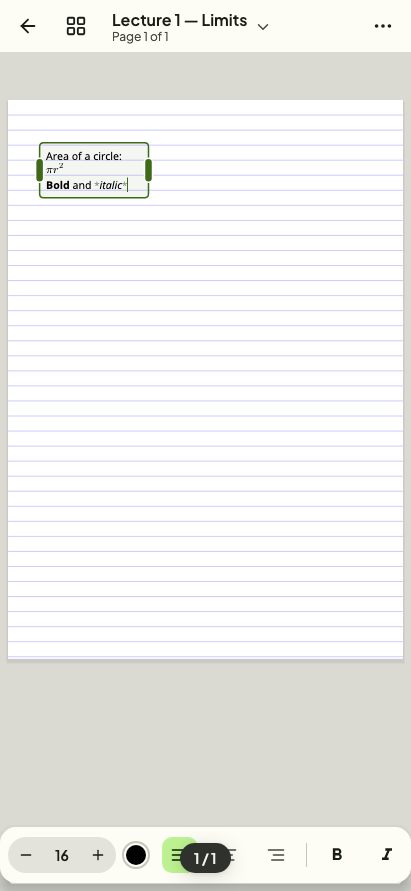 Lecture 1 — Limits
Page 1 of 1
Area of a circle:
πr²
Bold and *italic*
16
1/1
B
I